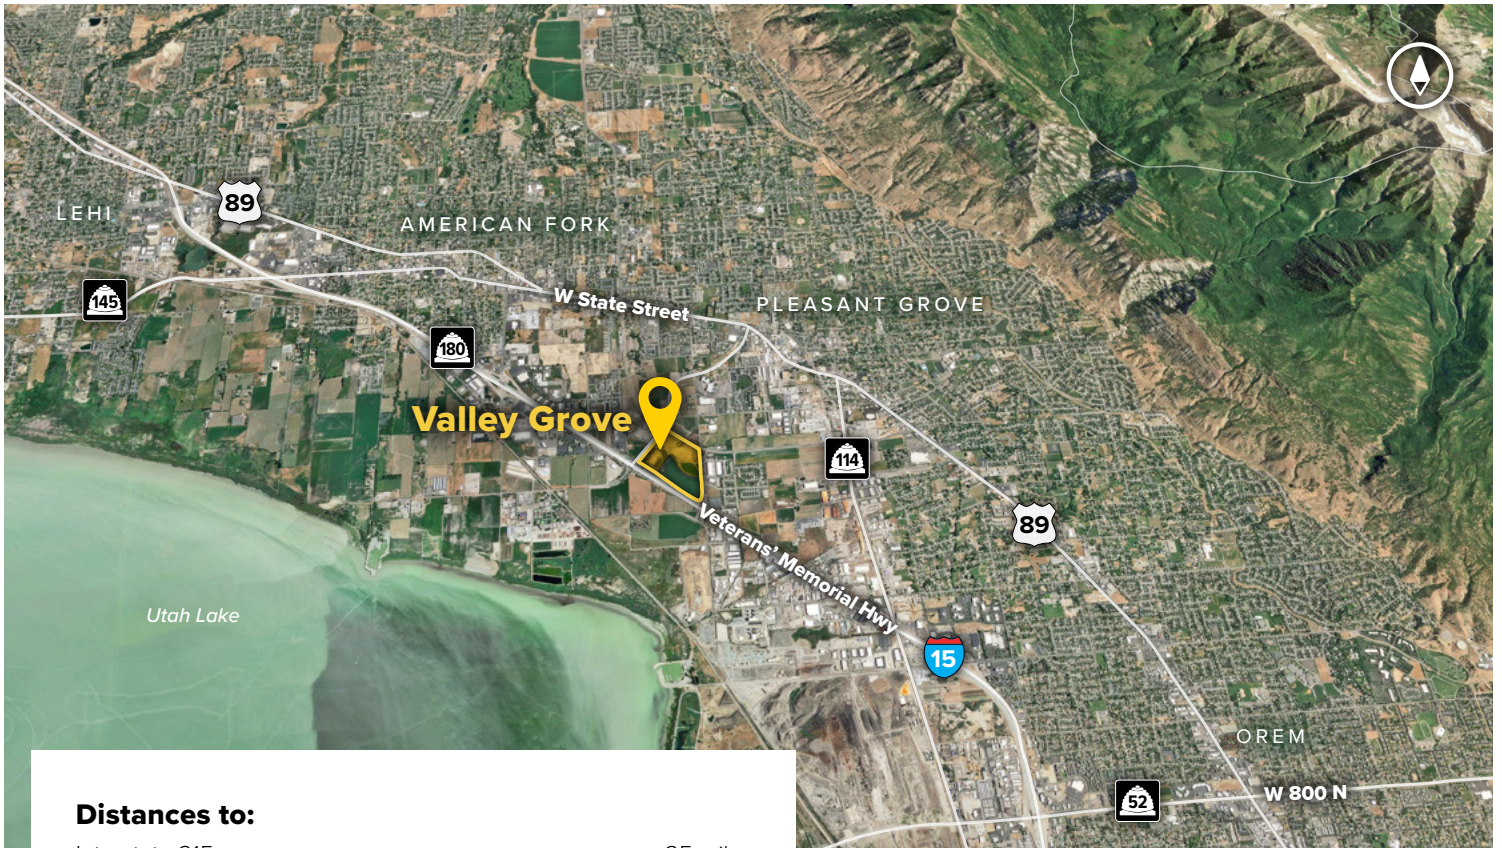 89
LEHI
AMERICAN FORK
145
W State Street
PLEASANT GROVE
180
Valley Grove
114
89
Veterans’ Memorial Hwy
Utah Lake
15
OREM
52
W 800 N
Distances to: